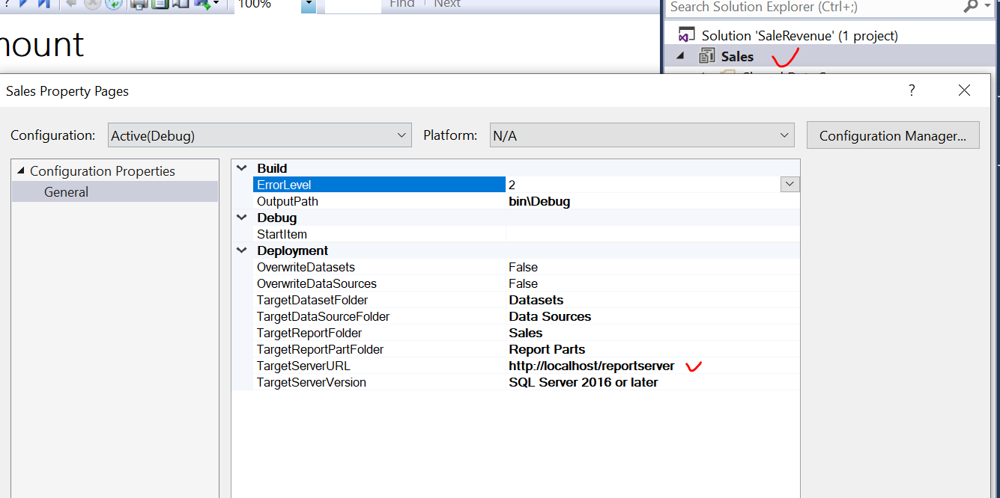 100%
Find
Next
Search Solution Explorer (Ctrl+;)
mount
Solution 'SaleRevenue' (1 project)
Sales
Sales Property Pages
?
Configuration:
Active(Debug)
Platform:
N/A
Configuration Manager...
Configuration Properties
General
Build
ErrorLevel 2
OutputPath bin\Debug
Debug
StartItem
Deployment
OverwriteDatasets False
OverwriteDataSources False
TargetDatasetFolder Datasets
TargetDataSourceFolder Data Sources
TargetReportFolder Sales
TargetReportPartFolder Report Parts
TargetServerURL http://localhost/reportserver
TargetServerVersion SQL Server 2016 or later